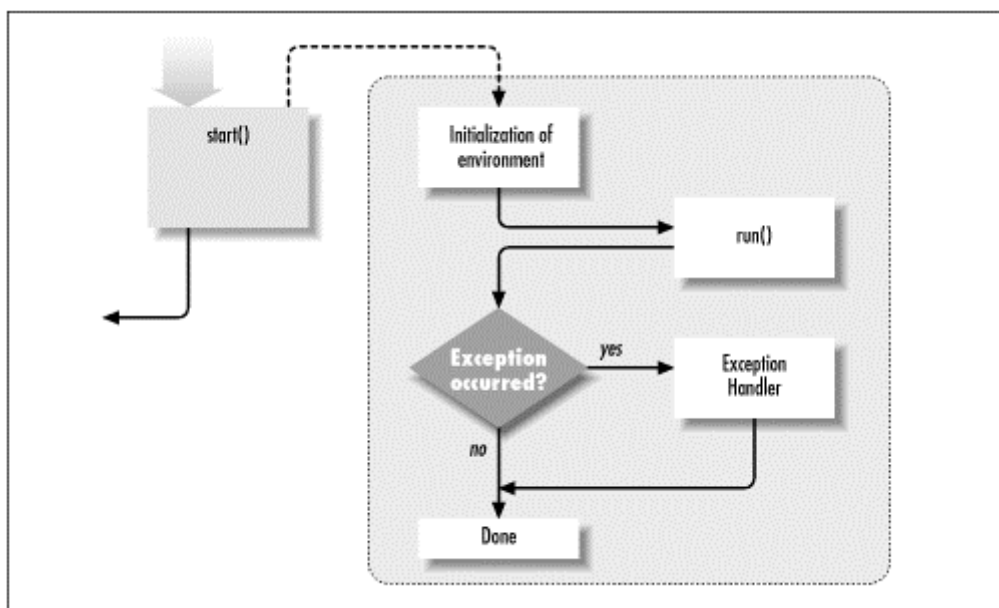 start()
Initialization of
environment
run()
Exception
occurred?
yes
Exception
Handler
no
Done